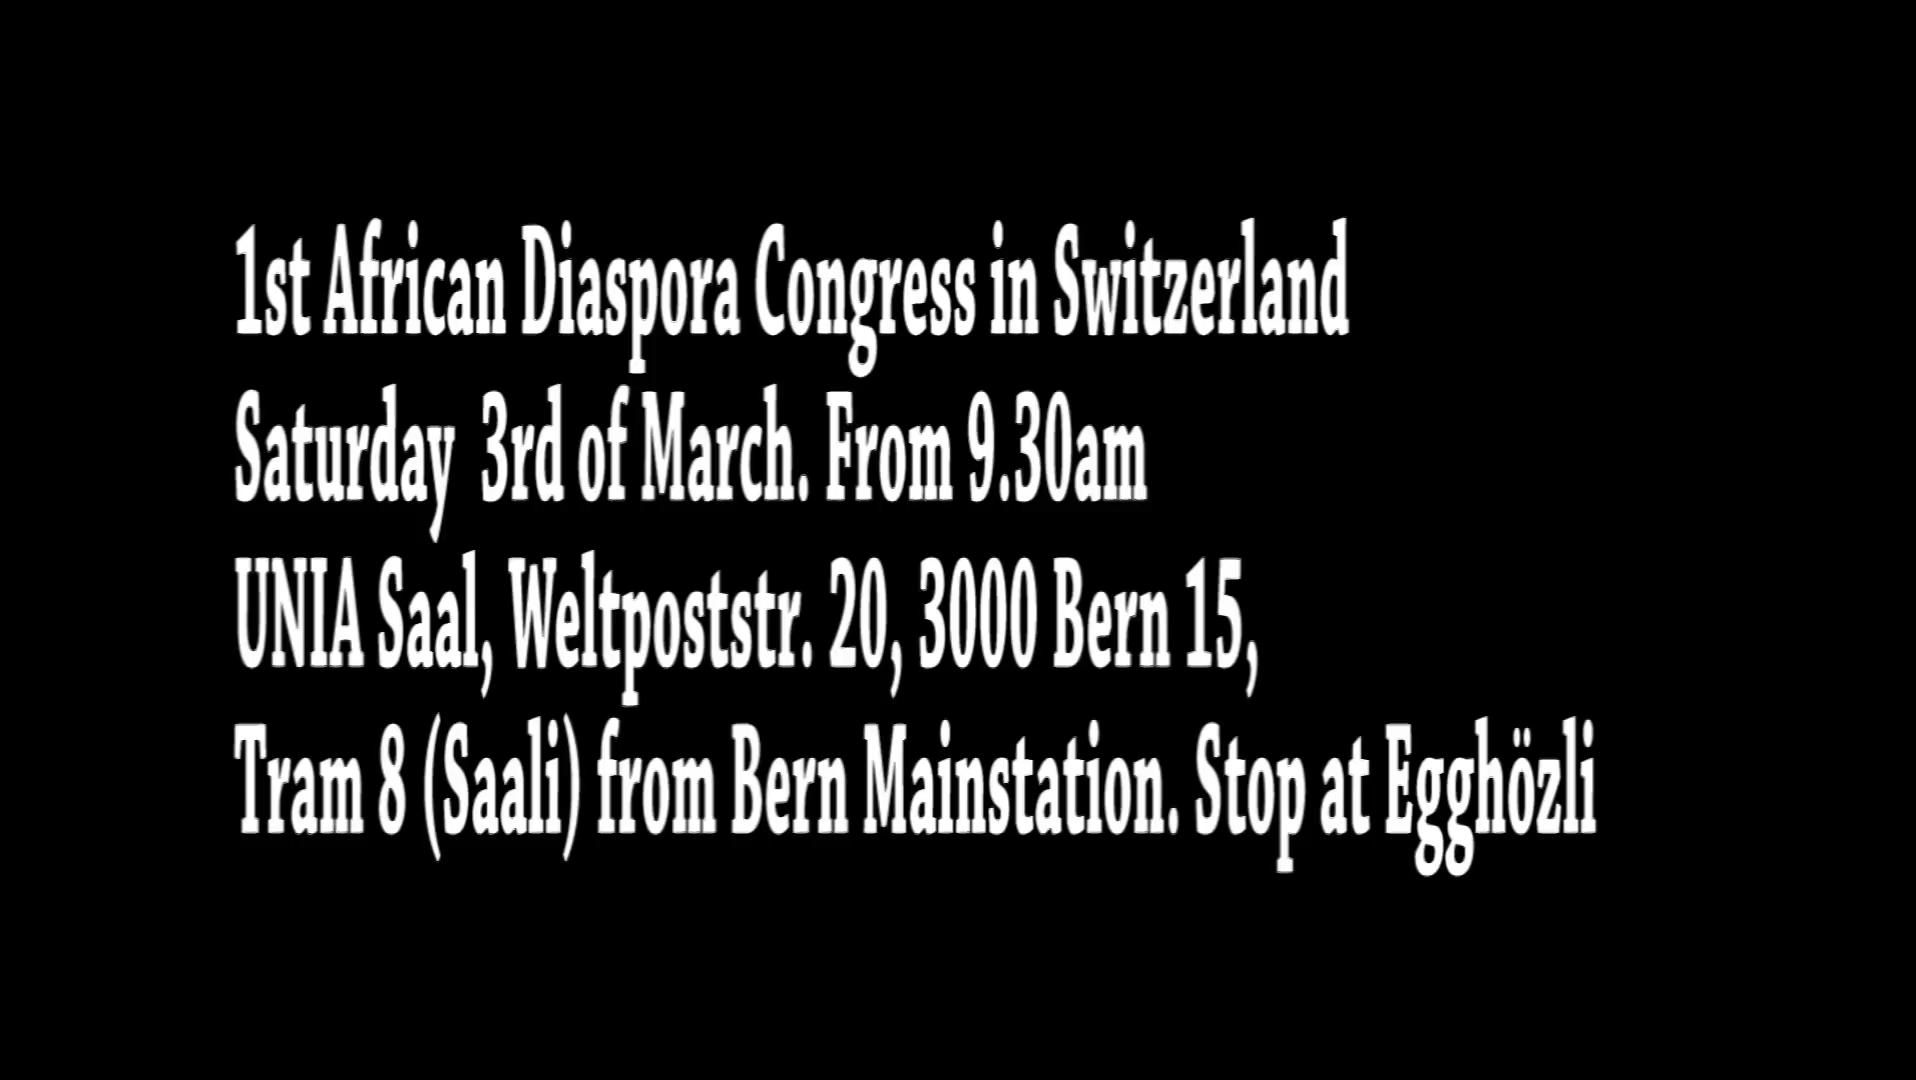 1st African Diaspora Congress in Switzerland
Saturday  3rd of March. From 9.30am
UNIA Saal, Weltpoststr. 20, 3000 Bern 15,
Tram 8 (Saali) from Bern Mainstation. Stop at Egghözli